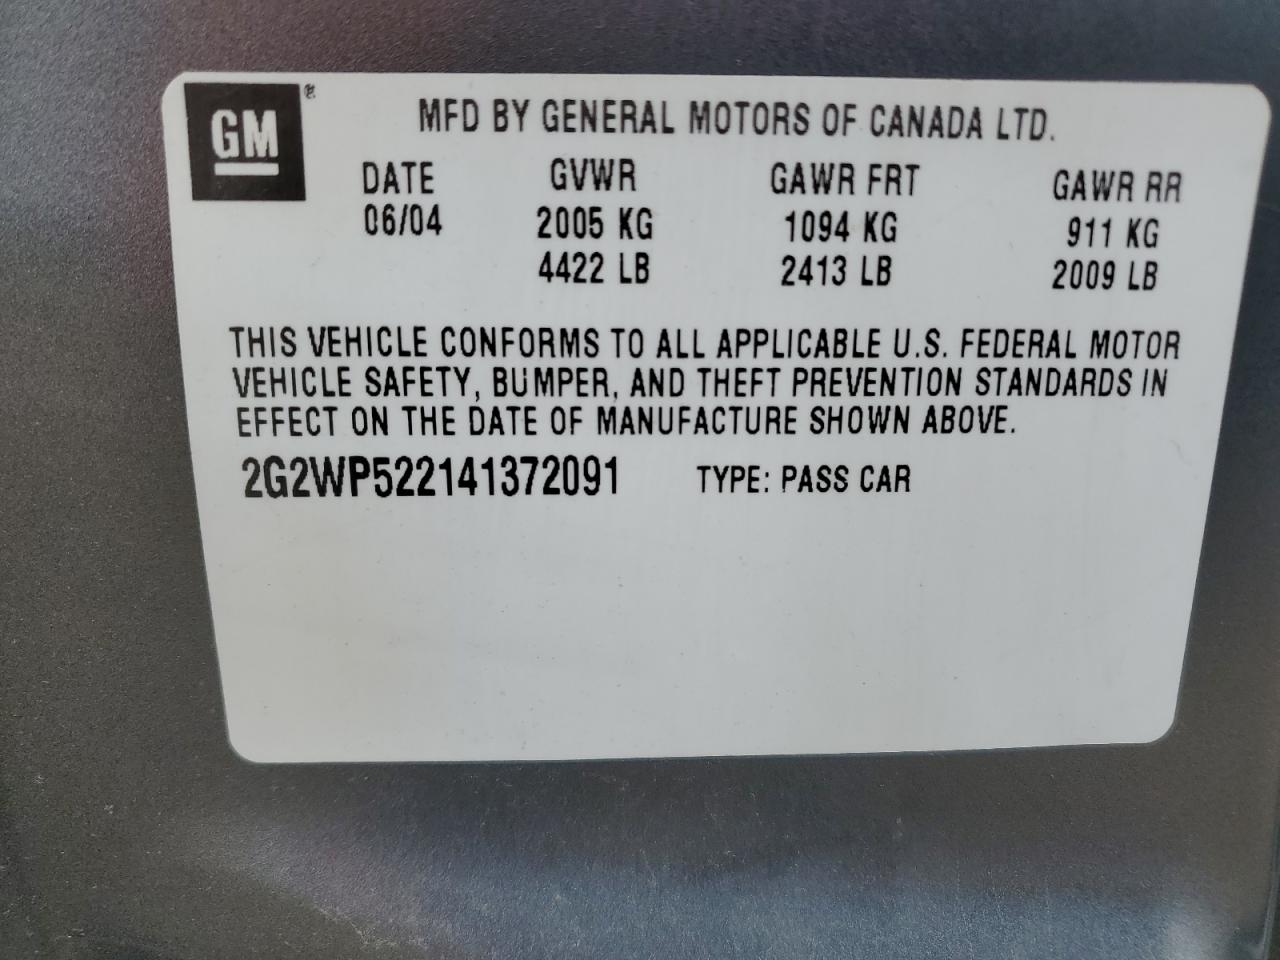 GM ®
MFD BY GENERAL MOTORS OF CANADA LTD.
DATE GVWR GAWR FRT GAWR RR
06/04 2005 KG 1094 KG 911 KG
4422 LB 2413 LB 2009 LB
THIS VEHICLE CONFORMS TO ALL APPLICABLE U.S. FEDERAL MOTOR
VEHICLE SAFETY, BUMPER, AND THEFT PREVENTION STANDARDS IN
EFFECT ON THE DATE OF MANUFACTURE SHOWN ABOVE.
2G2WP522141372091 TYPE: PASS CAR